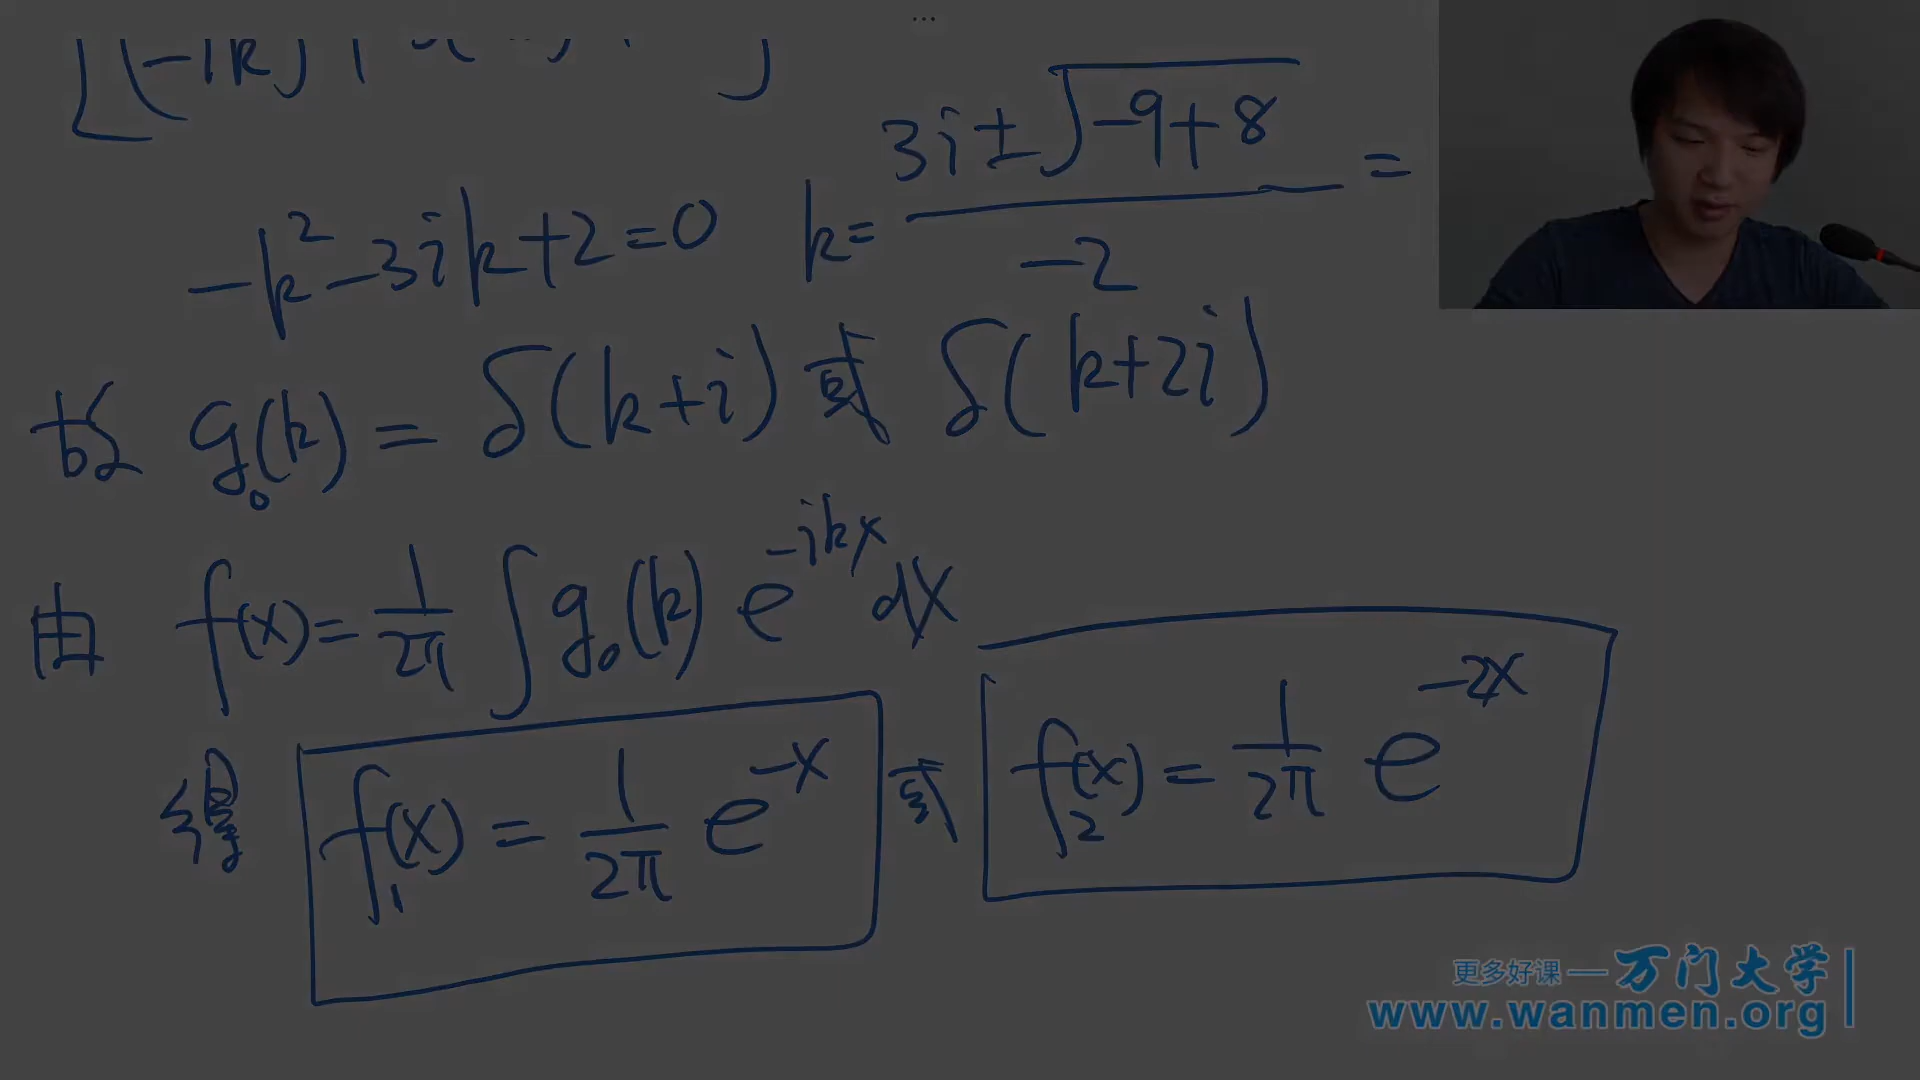 -k²-3ik+2=0 k=(3i±√(-9+8))/(-2)=
故 g₀(k)=δ(k+i)或 δ(k+2i)
由 f(x)=1/2π ∫g₀(k) e^(-ikx) dx
得 f₁(x)=1/2π e^(-x) 或 f₂(x)=1/2π e^(-2x)
更多好课—万门大学
www.wanmen.org